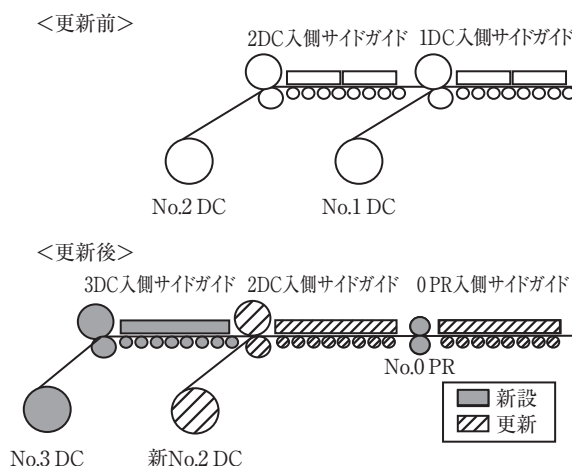 <更新前>
2DC入側サイドガイド 1DC入側サイドガイド
No.2 DC No.1 DC
<更新後>
3DC入側サイドガイド 2DC入側サイドガイド 0 PR入側サイドガイド
No.0 PR
新設
更新
No.3 DC 新No.2 DC